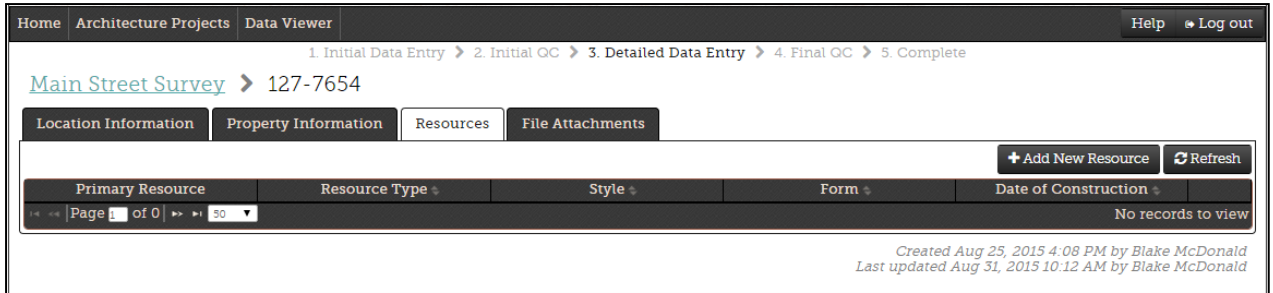 Home Architecture Projects Data Viewer Help Log out
1. Initial Data Entry > 2. Initial QC > 3. Detailed Data Entry > 4. Final QC > 5. Complete
Main Street Survey > 127-7654
Location Information Property Information Resources File Attachments
+ Add New Resource Refresh
Primary Resource Resource Type Style Form Date of Construction
Page 1 of 0 50 No records to view
Created Aug 25, 2015 4:08 PM by Blake McDonald
Last updated Aug 31, 2015 10:12 AM by Blake McDonald